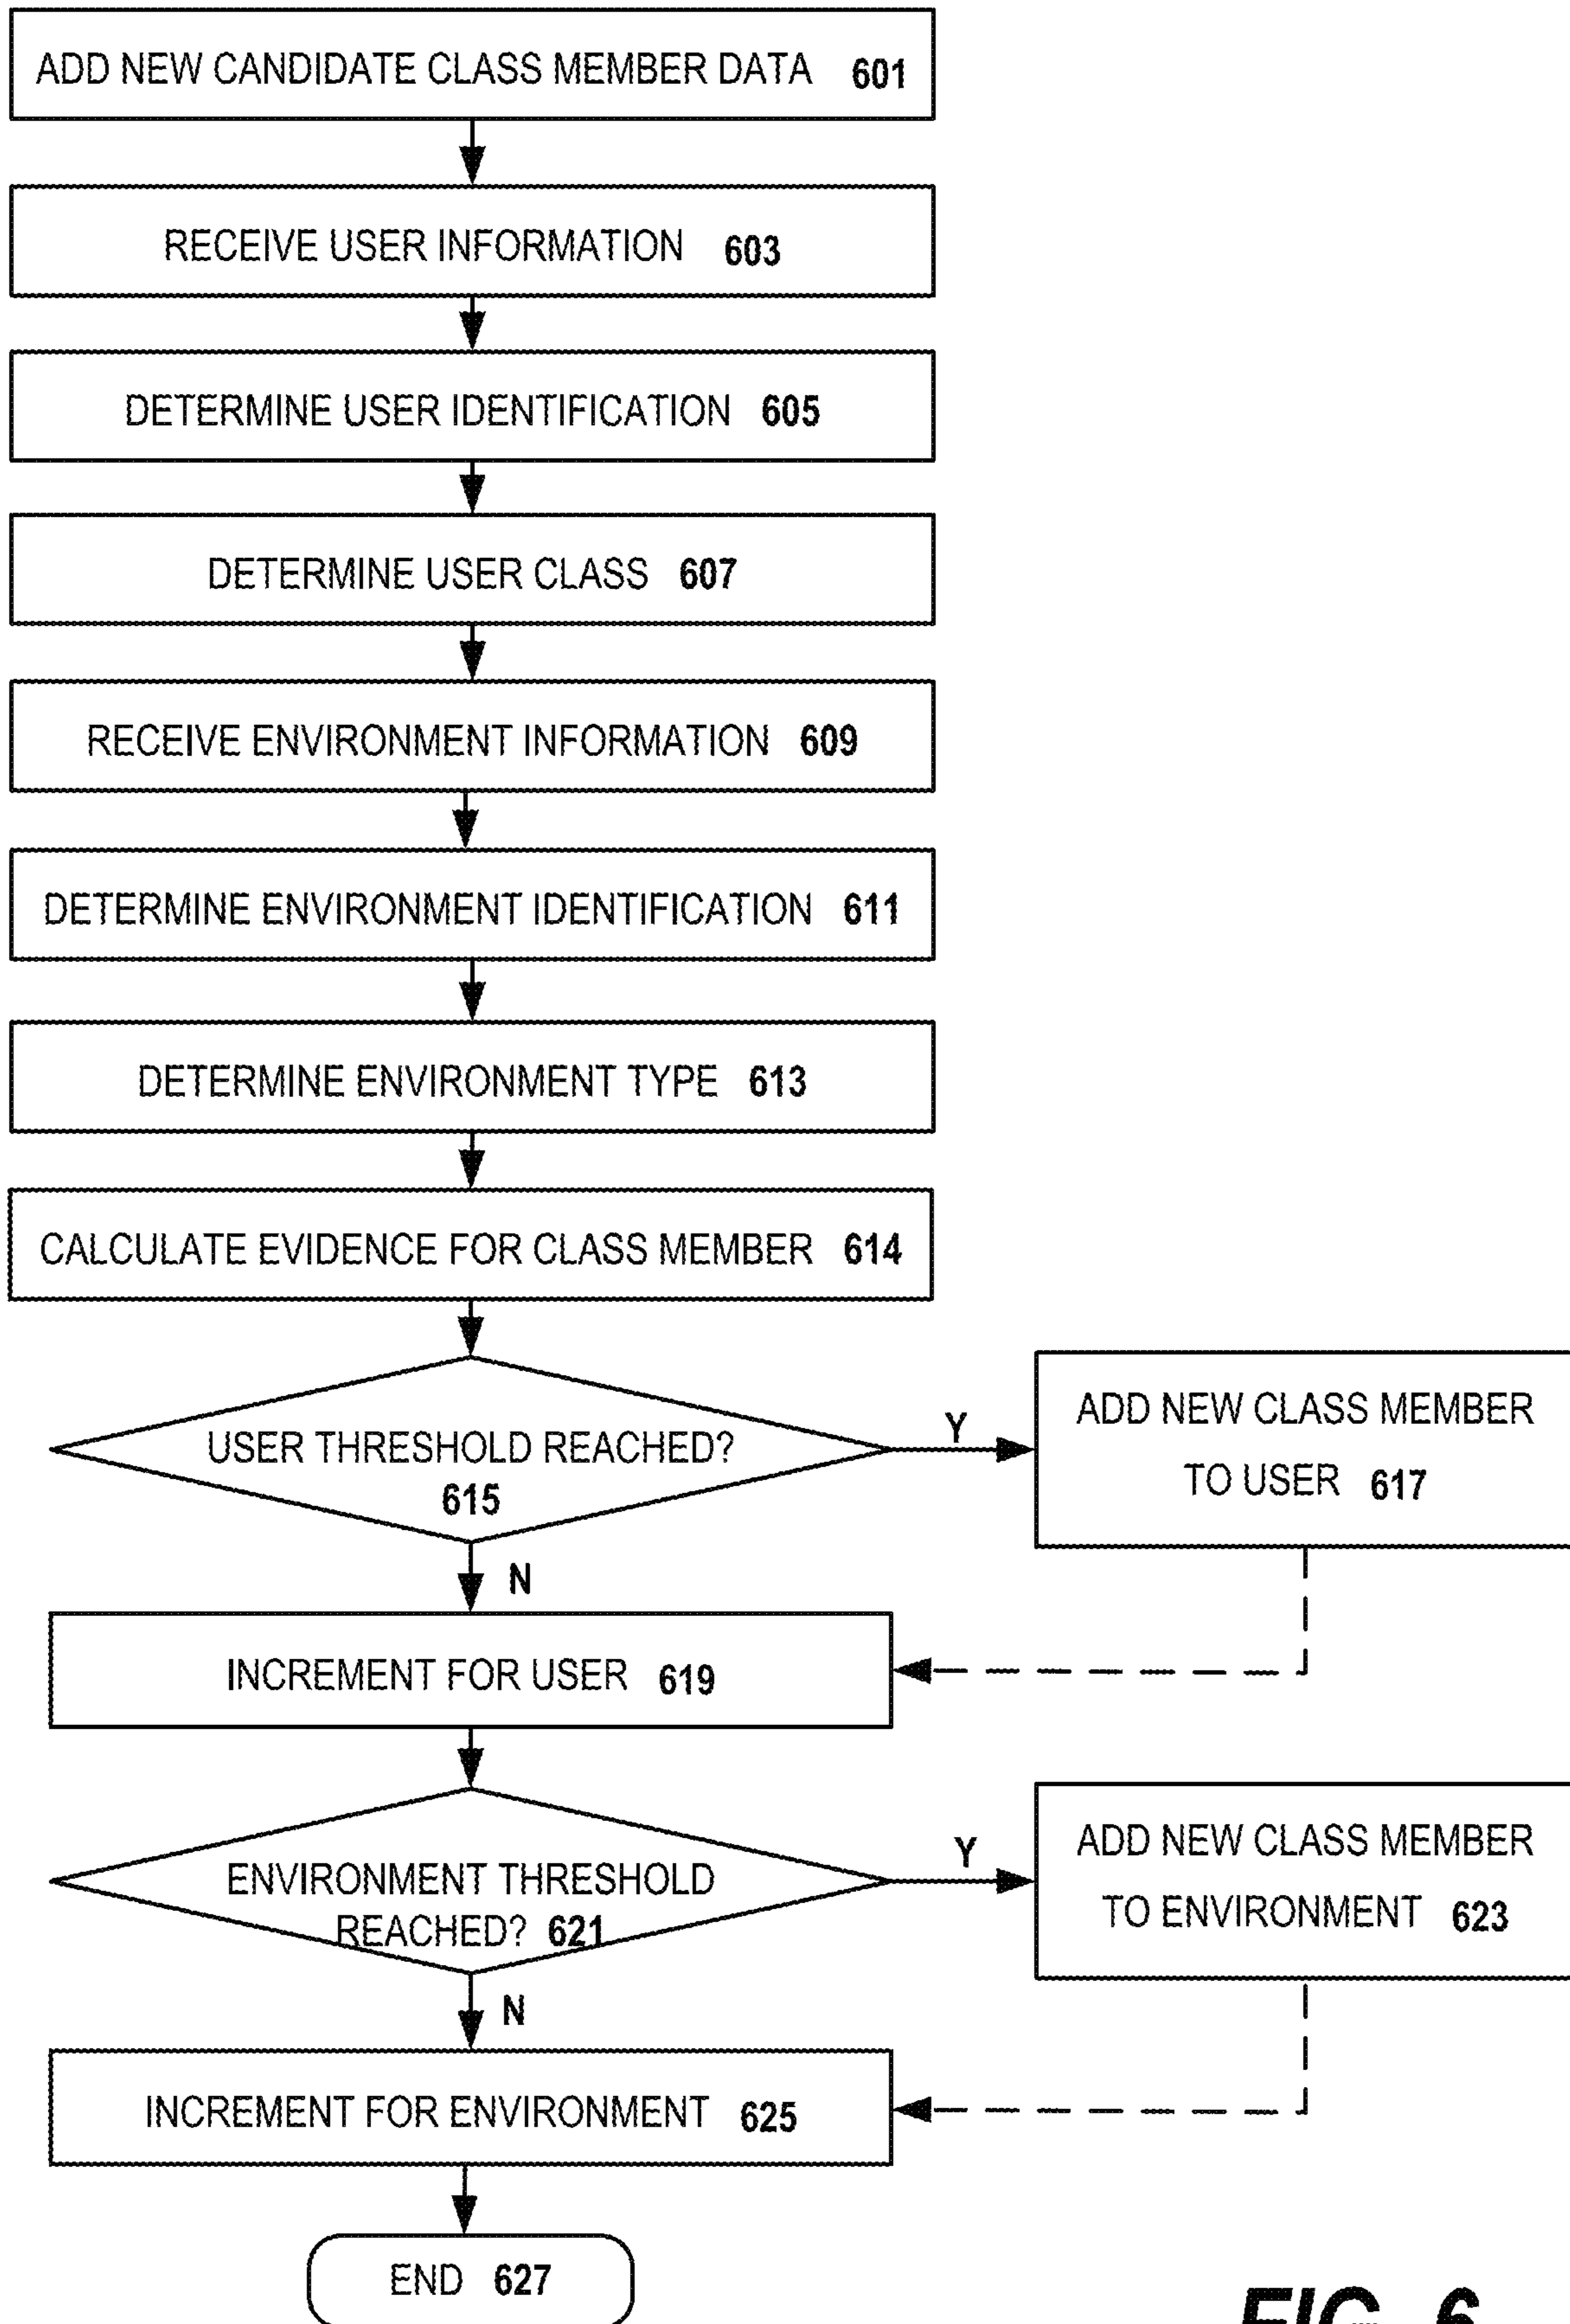 ADD NEW CANDIDATE CLASS MEMBER DATA 601
RECEIVE USER INFORMATION 603
DETERMINE USER IDENTIFICATION 605
DETERMINE USER CLASS 607
RECEIVE ENVIRONMENT INFORMATION 609
DETERMINE ENVIRONMENT IDENTIFICATION 611
DETERMINE ENVIRONMENT TYPE 613
CALCULATE EVIDENCE FOR CLASS MEMBER 614
USER THRESHOLD REACHED?
615
Y
ADD NEW CLASS MEMBER
TO USER 617
N
INCREMENT FOR USER 619
ENVIRONMENT THRESHOLD
REACHED? 621
Y
ADD NEW CLASS MEMBER
TO ENVIRONMENT 623
N
INCREMENT FOR ENVIRONMENT 625
END 627
FIG. 6